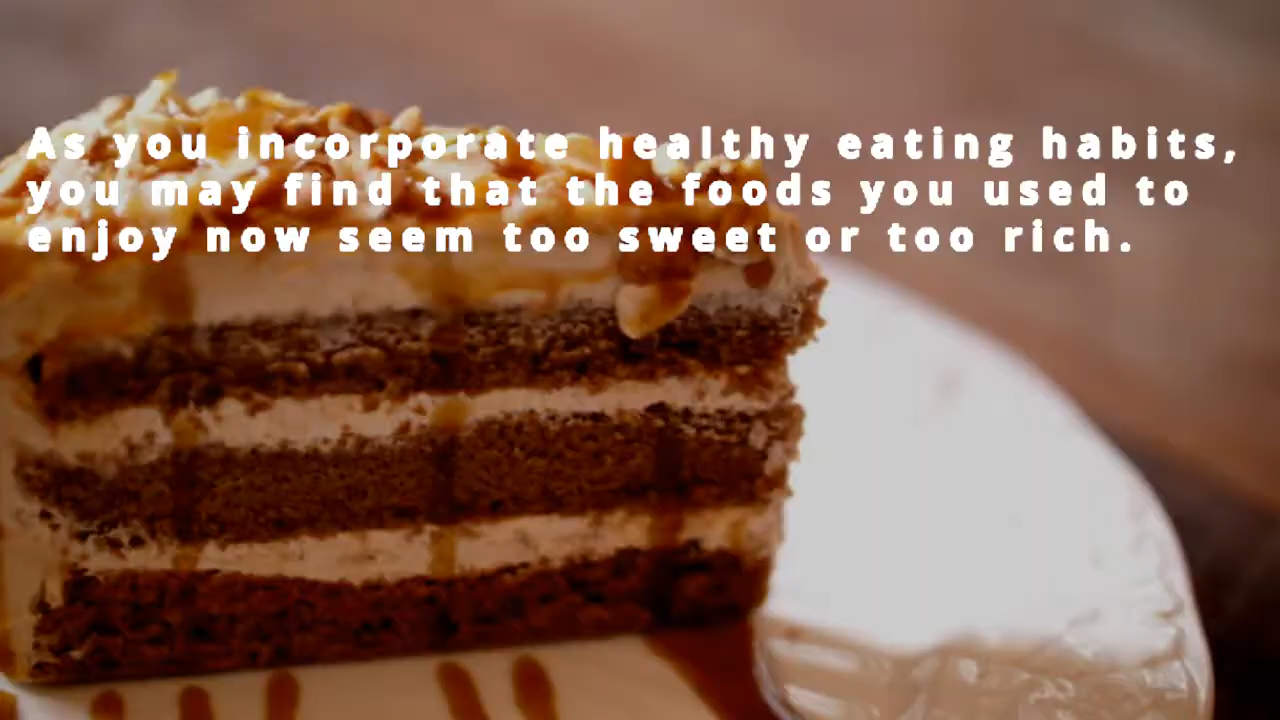 As you incorporate healthy eating habits,
you may find that the foods you used to
enjoy now seem too sweet or too rich.